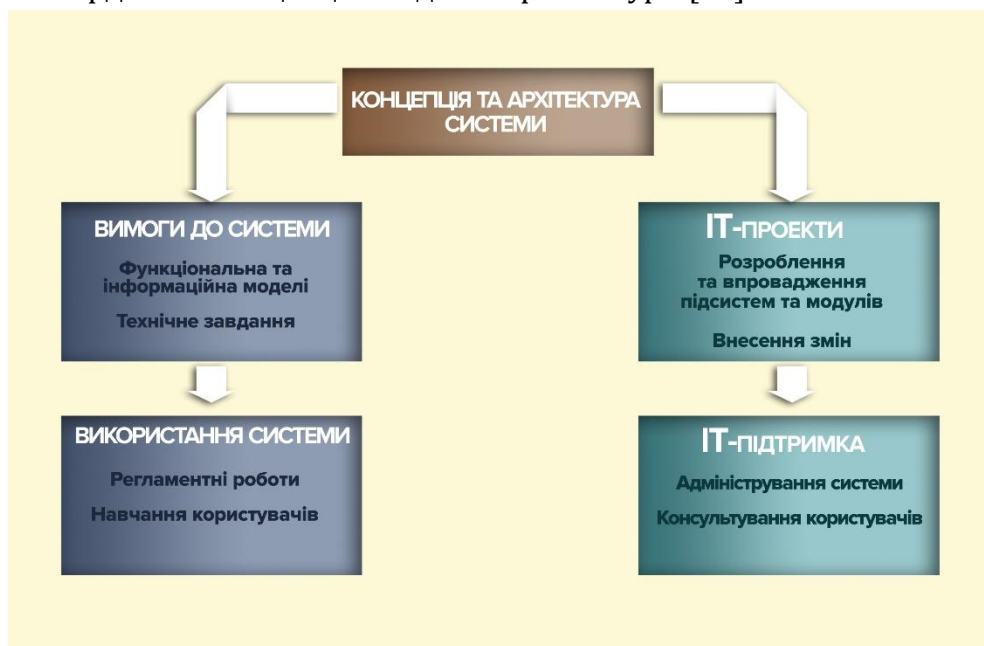 КОНЦЕПЦІЯ ТА АРХІТЕКТУРА
СИСТЕМИ
ВИМОГИ ДО СИСТЕМИ
Функціональна та
інформаційна моделі
Технічне завдання
ІТ-ПРОЕКТИ
Розроблення
та впровадження
підсистем та модулів
Внесення змін
ВИКОРИСТАННЯ СИСТЕМИ
Регламентні роботи
Навчання користувачів
ІТ-ПІДТРИМКА
Адміністрування системи
Консультування користувачів